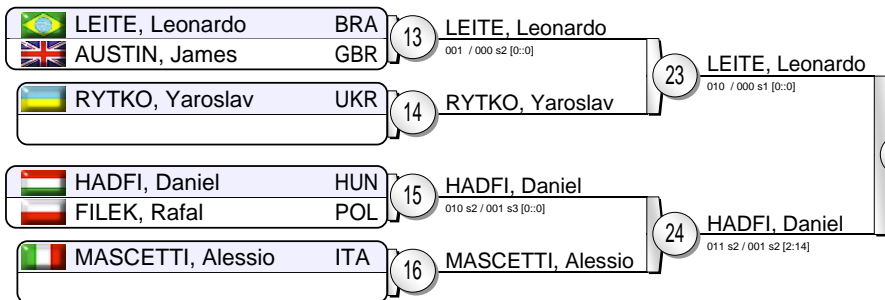 LEITE, Leonardo BRA
AUSTIN, James GBR
13
LEITE, Leonardo
001 / 000 s2 [0::0]
RYTKO, Yaroslav UKR
14
RYTKO, Yaroslav
23
LEITE, Leonardo
010 / 000 s1 [0::0]
HADFI, Daniel HUN
FILEK, Rafal POL
15
HADFI, Daniel
010 s2 / 001 s3 [0::0]
MASCETTI, Alessio ITA
16
MASCETTI, Alessio
24
HADFI, Daniel
011 s2 / 001 s2 [2:14]